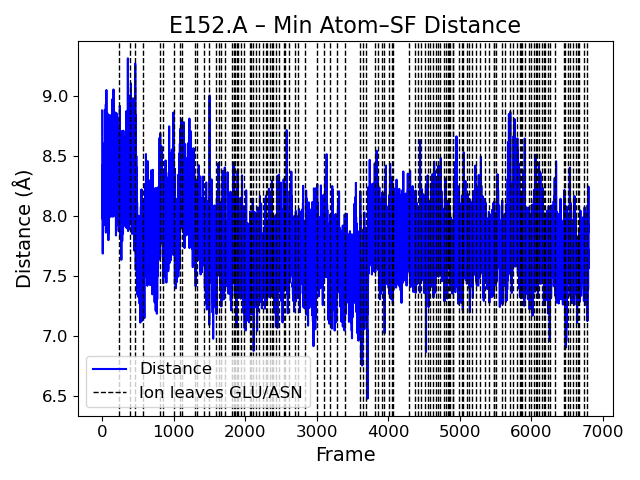 E152.A – Min Atom–SF Distance
Distance (Å)
9.0
8.5
8.0
7.5
7.0
6.5
Distance
Ion leaves GLU/ASN
0 1000 2000 3000 4000 5000 6000 7000
Frame